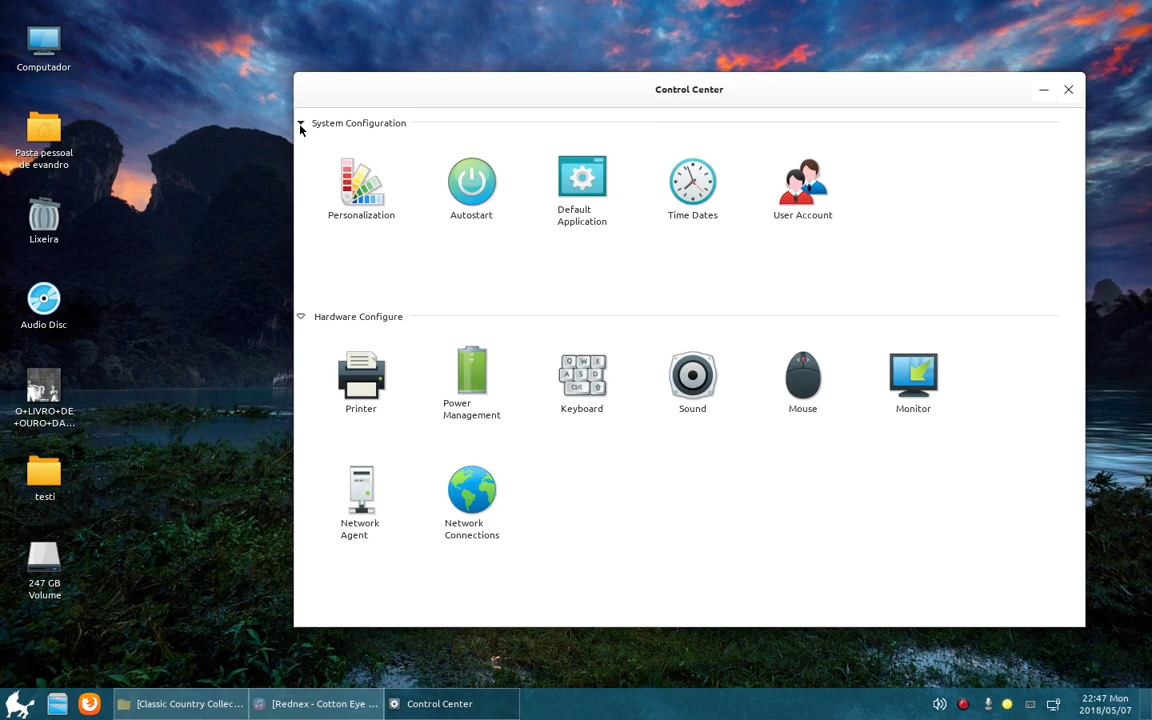 Computador
Pasta pessoal
de evandro
Lixeira
Audio Disc
O+LIVRO+DE
+OURO+DA...
testi
247 GB
Volume
Control Center
System Configuration
Personalization
Autostart
Default
Application
Time Dates
User Account
Hardware Configure
Printer
Power
Management
Keyboard
Q W E
A S D
Ctrl
Sound
Mouse
Monitor
Network
Agent
Network
Connections
[Classic Country Collec...
[Rednex - Cotton Eye ...
Control Center
22:47 Mon
2018/05/07